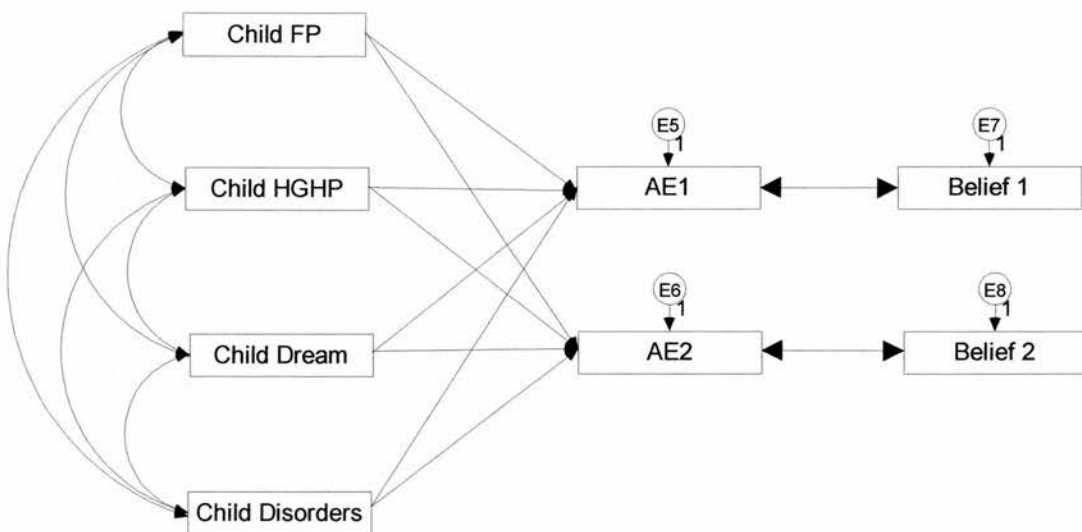 Child FP
E5
1
E7
1
Child HGHP
AE1
Belief 1
E6
1
E8
1
Child Dream
AE2
Belief 2
Child Disorders